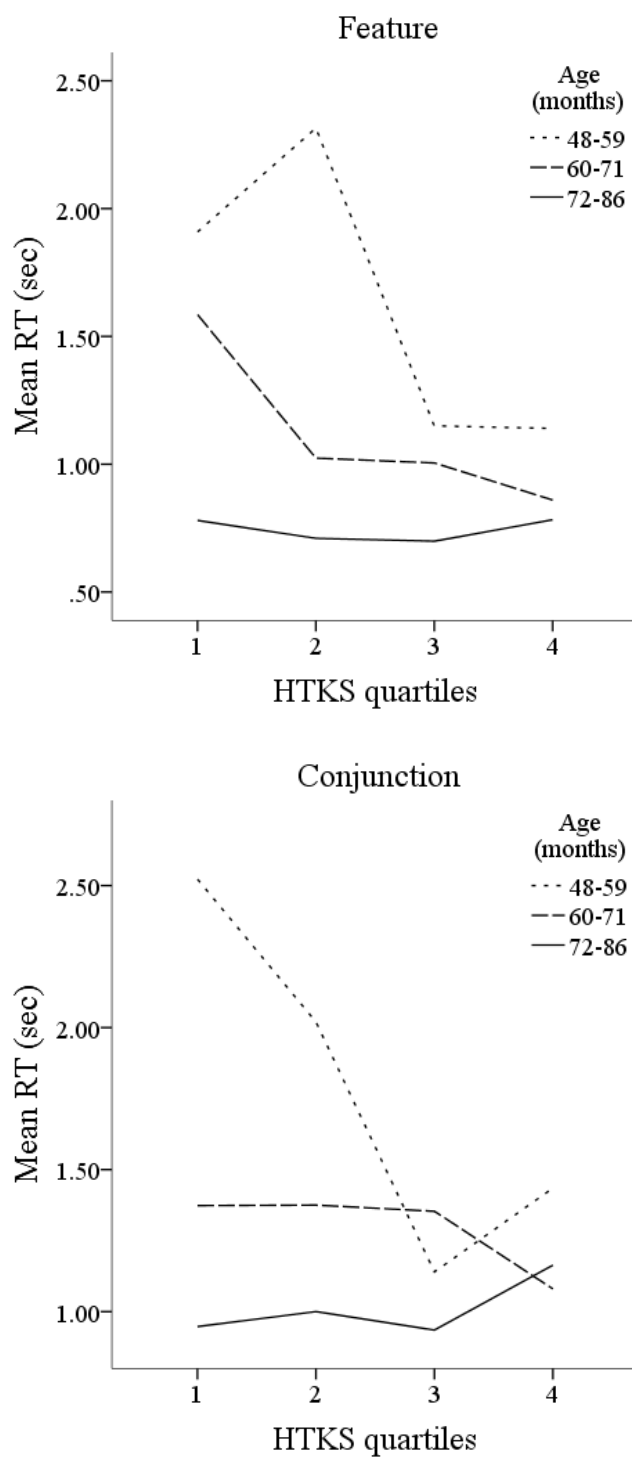 Feature
Age
(months)
48-59
60-71
72-86
2.50
2.00
1.50
1.00
.50
Mean RT (sec)
1 2 3 4
HTKS quartiles
Conjunction
Age
(months)
48-59
60-71
72-86
2.50
2.00
1.50
1.00
Mean RT (sec)
1 2 3 4
HTKS quartiles